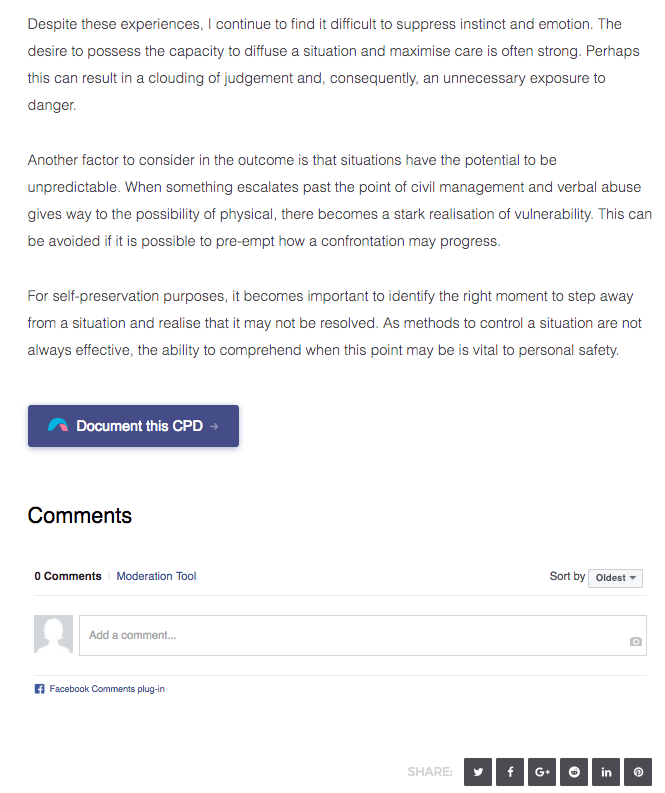 Despite these experiences, I continue to find it difficult to suppress instinct and emotion. The
desire to possess the capacity to diffuse a situation and maximise care is often strong. Perhaps
this can result in a clouding of judgement and, consequently, an unnecessary exposure to
danger.
Another factor to consider in the outcome is that situations have the potential to be
unpredictable. When something escalates past the point of civil management and verbal abuse
gives way to the possibility of physical, there becomes a stark realisation of vulnerability. This can
be avoided if it is possible to pre-empt how a confrontation may progress.
For self-preservation purposes, it becomes important to identify the right moment to step away
from a situation and realise that it may not be resolved. As methods to control a situation are not
always effective, the ability to comprehend when this point may be is vital to personal safety.
Document this CPD →
Comments
0 Comments Moderation Tool Sort by Oldest
Add a comment...
Facebook Comments plug-in
SHARE: